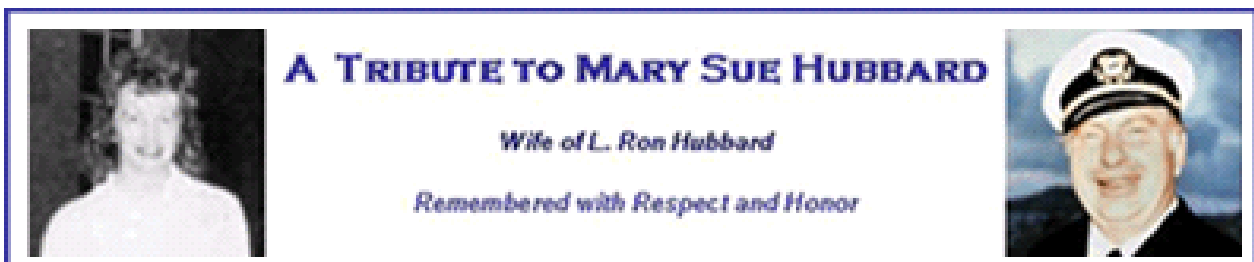 A TRIBUTE TO MARY SUE HUBBARD
Wife of L. Ron Hubbard
Remembered with Respect and Honor